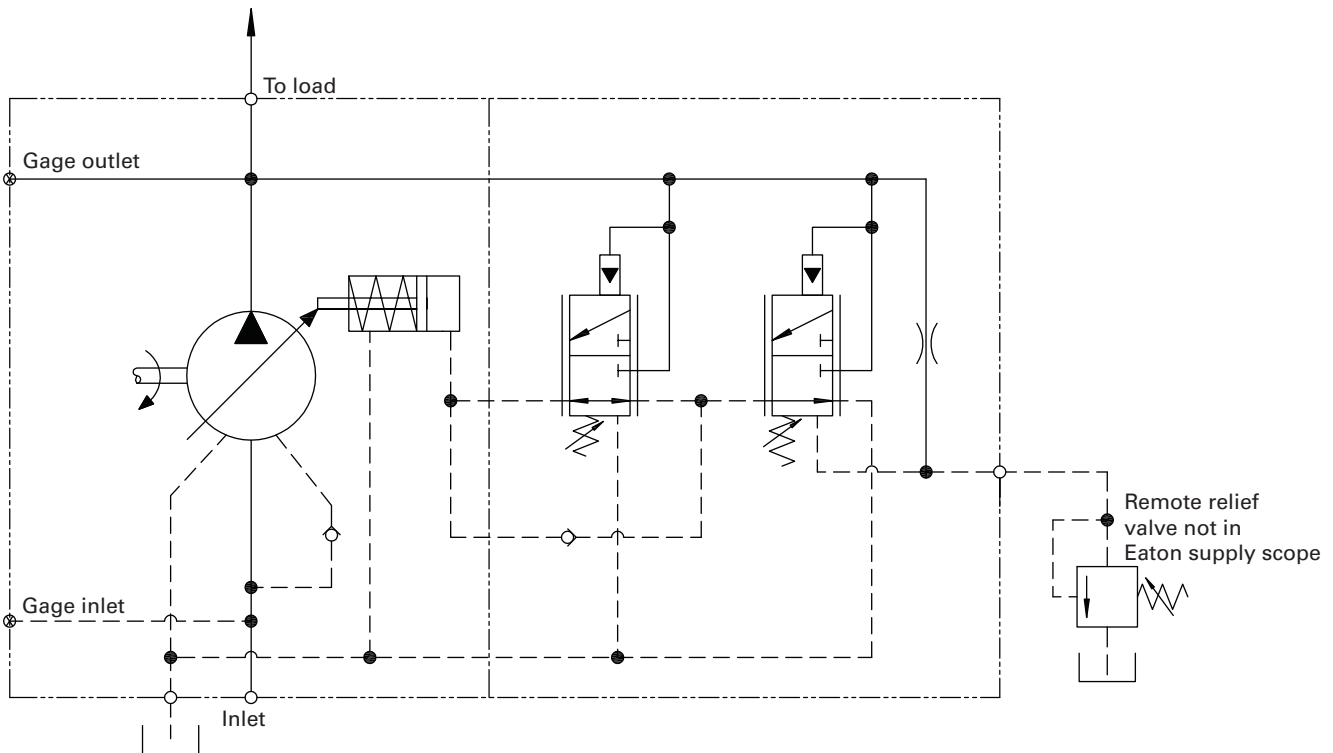 To load
Gage outlet
Remote relief
valve not in
Eaton supply scope
Gage inlet
Inlet